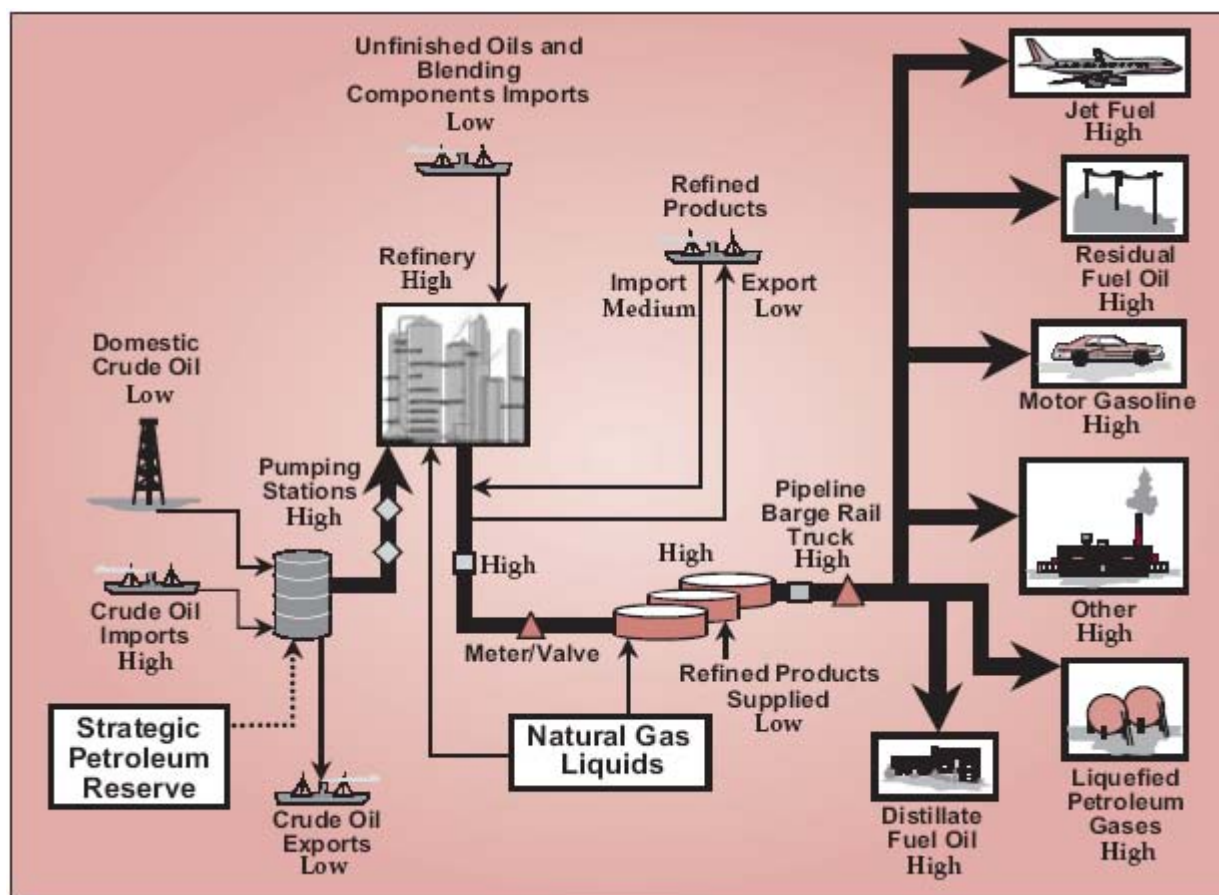 Unfinished Oils and
Blending
Components Imports
Low
Refined
Products
Import
Medium
Export
Low
Refinery
High
Domestic
Crude Oil
Low
Pumping
Stations
High
Crude Oil
Imports
High
Strategic
Petroleum
Reserve
Crude Oil
Exports
Low
High
Meter/Valve
High
Natural Gas
Liquids
Refined Products
Supplied
Low
Pipeline
Barge Rail
Truck
High
Jet Fuel
High
Residual
Fuel Oil
High
Motor Gasoline
High
Other
High
Liquefied
Petroleum
Gases
High
Distillate
Fuel Oil
High